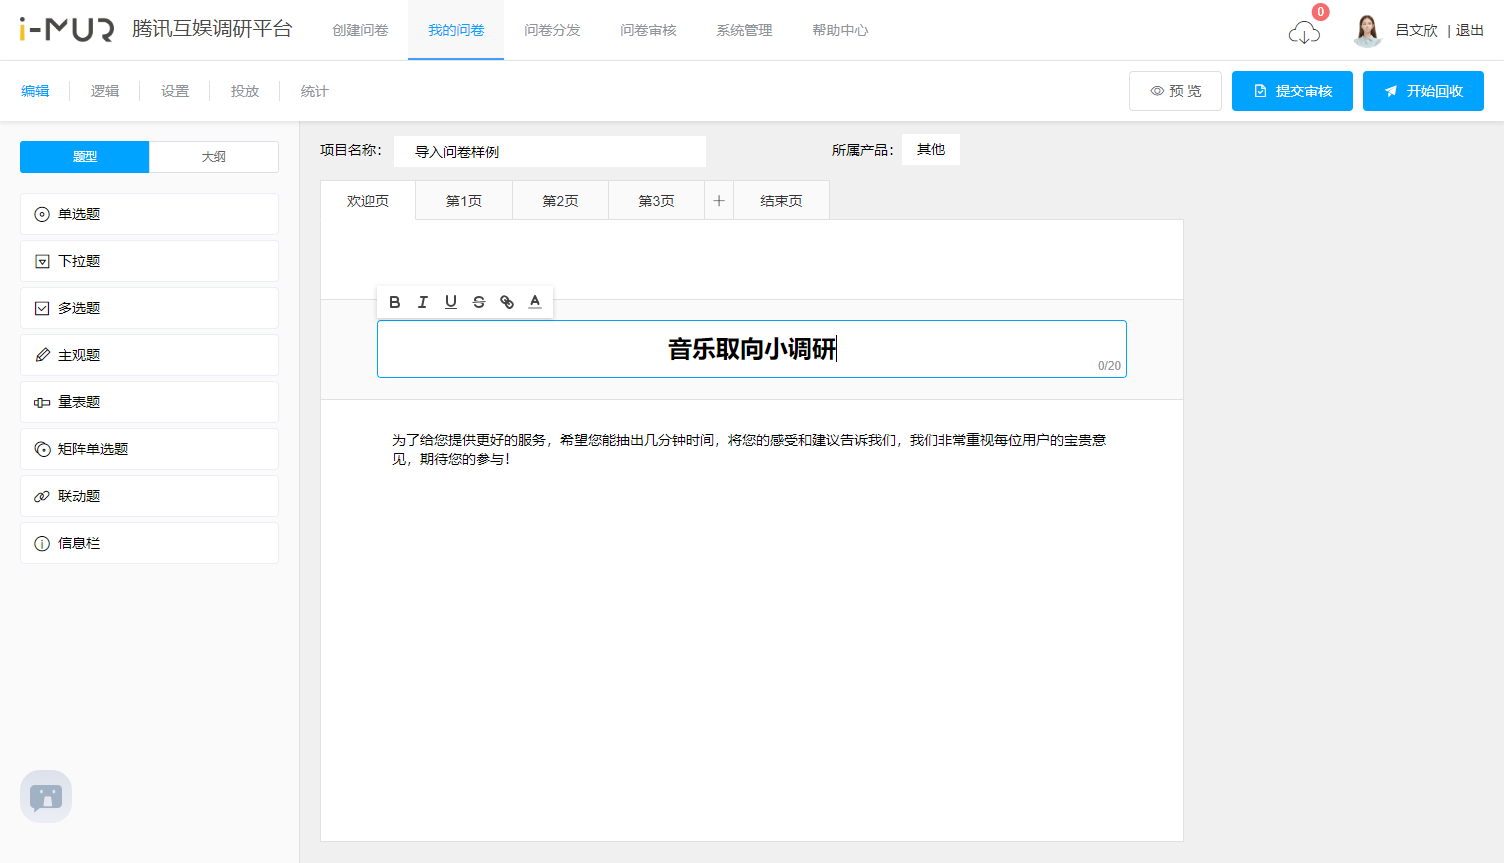 i-MUR 腾讯互娱调研平台 创建问卷 我的问卷 问卷分发 问卷审核 系统管理 帮助中心 0 吕文欣 | 退出
编辑 逻辑 设置 投放 统计 预 览 提交审核 开始回收
题型 大纲
单选题
下拉题
多选题
主观题
量表题
矩阵单选题
联动题
信息栏
项目名称： 导入问卷样例 所属产品： 其他
欢迎页 第1页 第2页 第3页 + 结束页
B I U S A
音乐取向小调研
0/20
为了给您提供更好的服务，希望您能抽出几分钟时间，将您的感受和建议告诉我们，我们非常重视每位用户的宝贵意
见，期待您的参与！